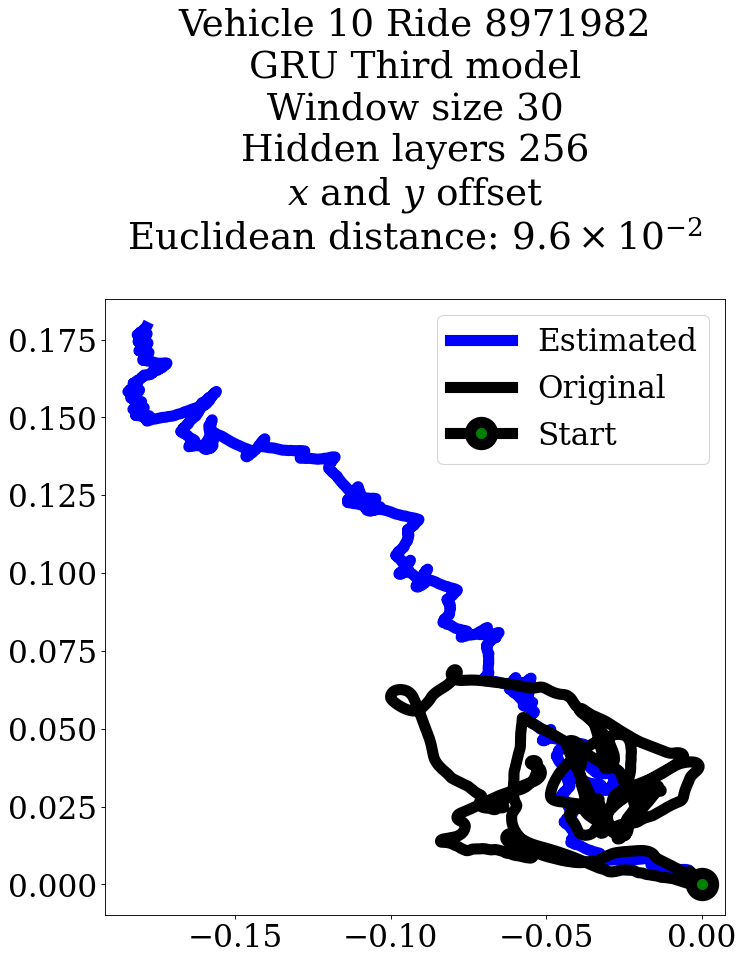 Vehicle 10 Ride 8971982
GRU Third model
Window size 30
Hidden layers 256
x and y offset
Euclidean distance: 9.6 × 10⁻²
Estimated
Original
Start
0.175
0.150
0.125
0.100
0.075
0.050
0.025
0.000
−0.15 −0.10 −0.05 0.00